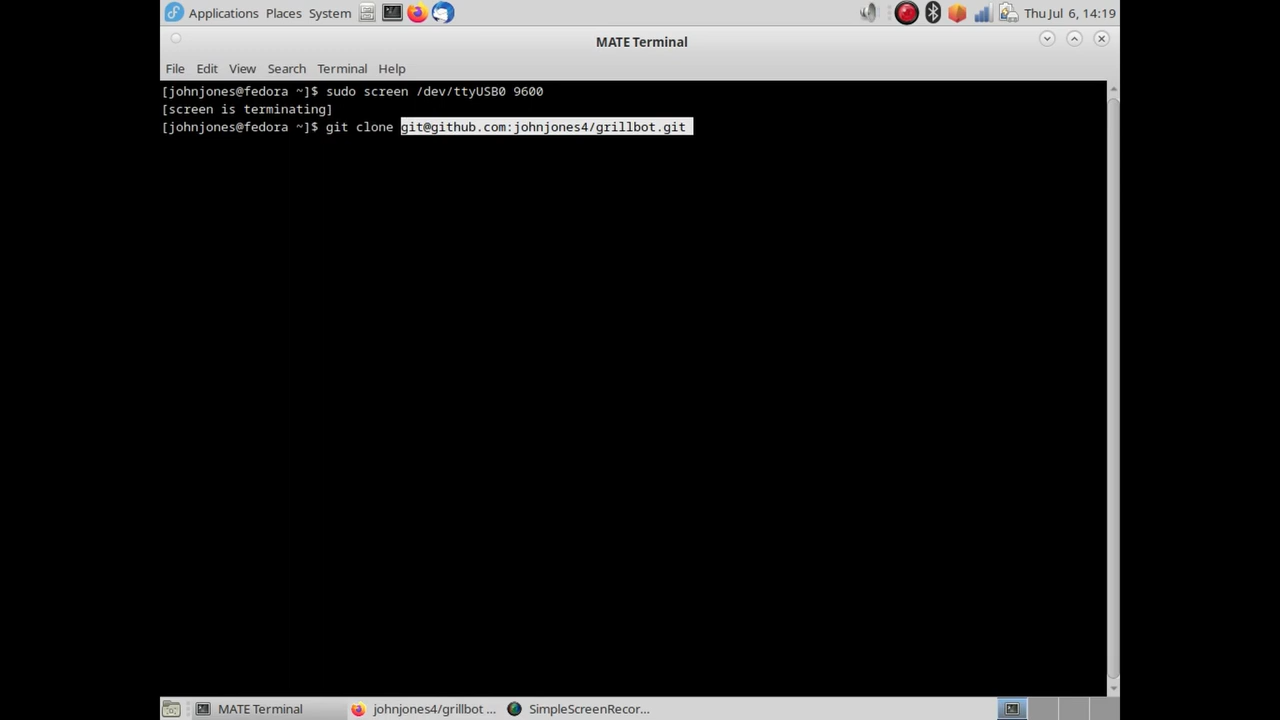 Applications Places System Thu Jul 6, 14:19
MATE Terminal
File Edit View Search Terminal Help
[johnjones@fedora ~]$ sudo screen /dev/ttyUSB0 9600
[screen is terminating]
[johnjones@fedora ~]$ git clone git@github.com:johnjones4/grillbot.git
MATE Terminal johnjones4/grillbot ... SimpleScreenRecor...